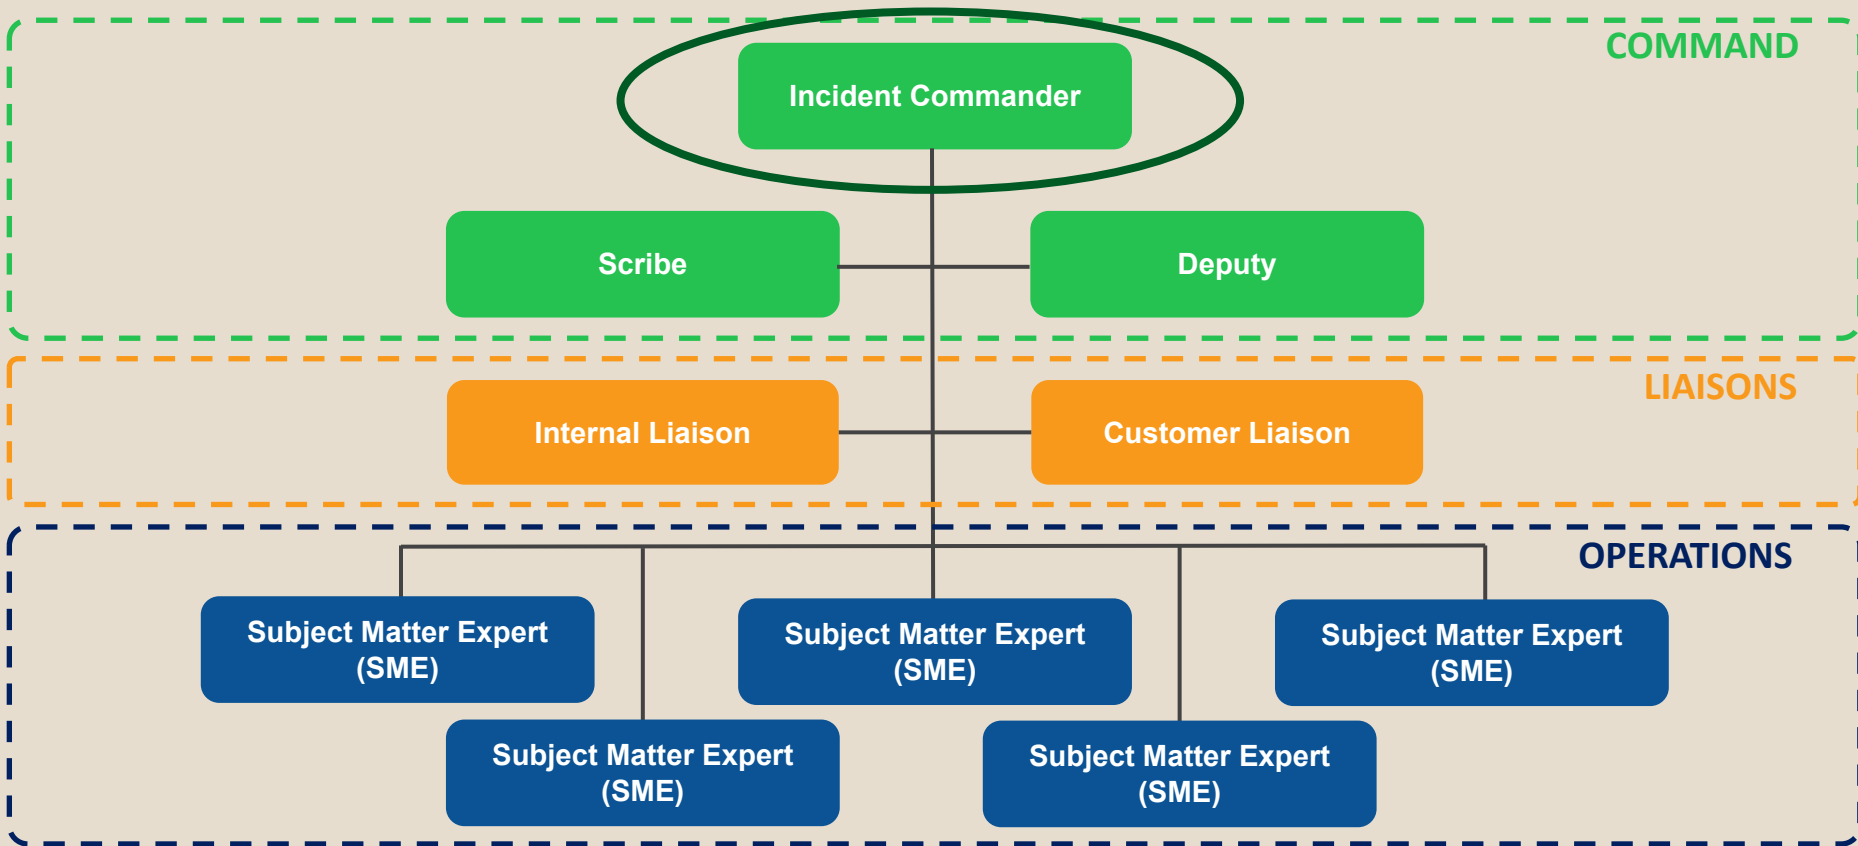 COMMAND
Incident Commander
Scribe
Deputy
LIAISONS
Internal Liaison
Customer Liaison
OPERATIONS
Subject Matter Expert
(SME)
Subject Matter Expert
(SME)
Subject Matter Expert
(SME)
Subject Matter Expert
(SME)
Subject Matter Expert
(SME)